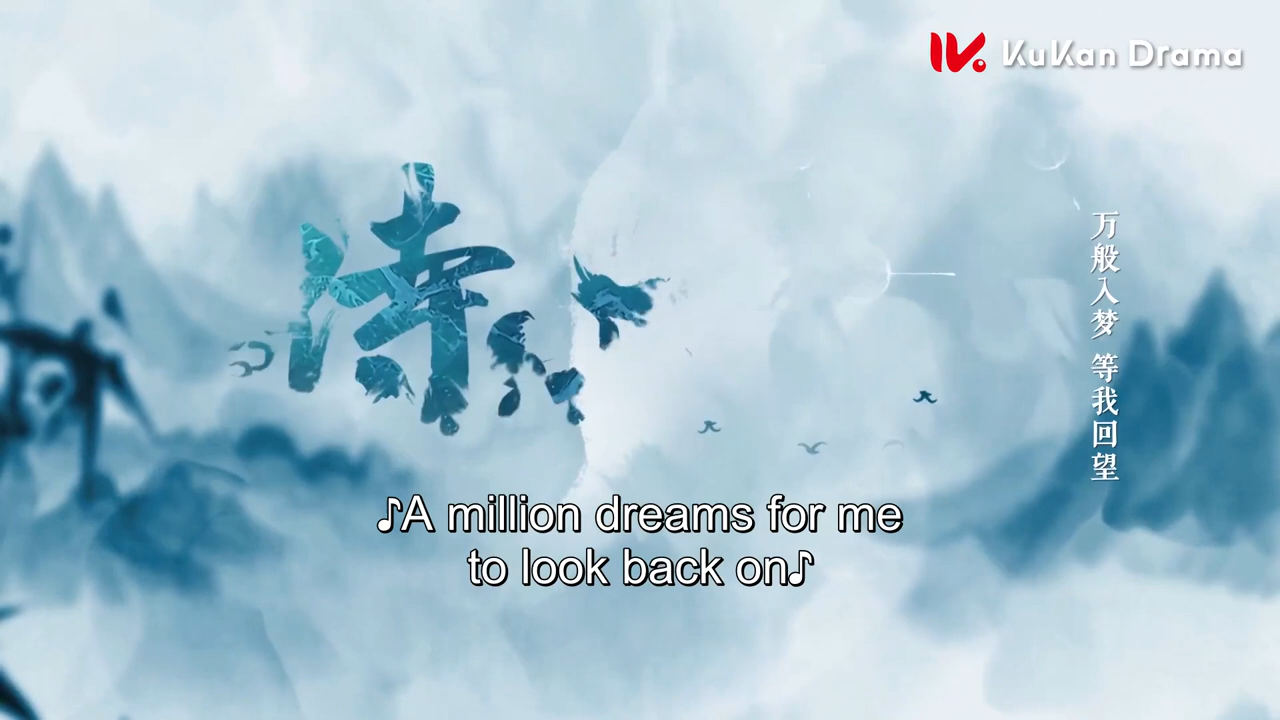 KuKan Drama
万般入梦 等我回望
♪A million dreams for me
to look back on♪